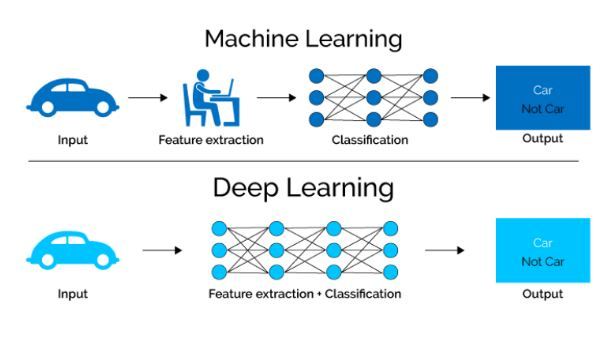 Machine Learning
Input
Feature extraction
Classification
Car
Not Car
Output
Deep Learning
Input
Feature extraction + Classification
Car
Not Car
Output